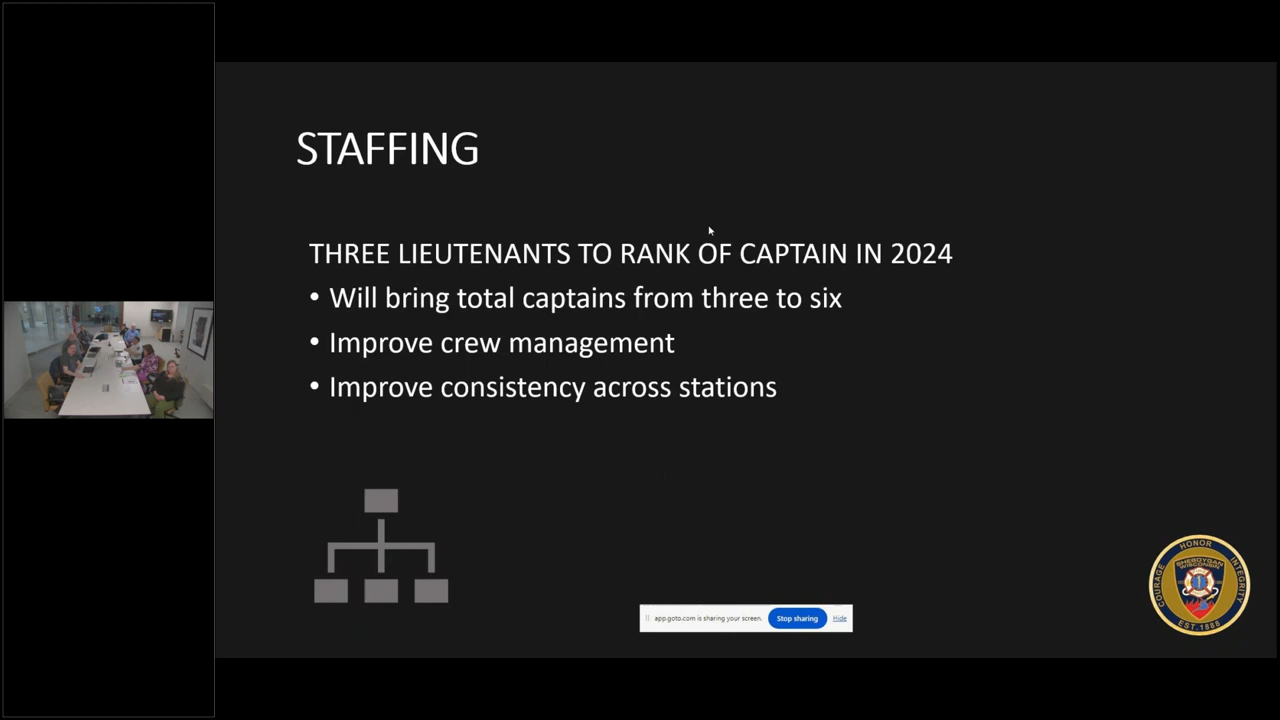 STAFFING
THREE LIEUTENANTS TO RANK OF CAPTAIN IN 2024
• Will bring total captains from three to six
• Improve crew management
• Improve consistency across stations
HONOR
COURAGE
INTEGRITY
SHEBOYGAN
WISCONSIN
EST. 1888
app.goto.com is sharing your screen.
Stop sharing
Hide